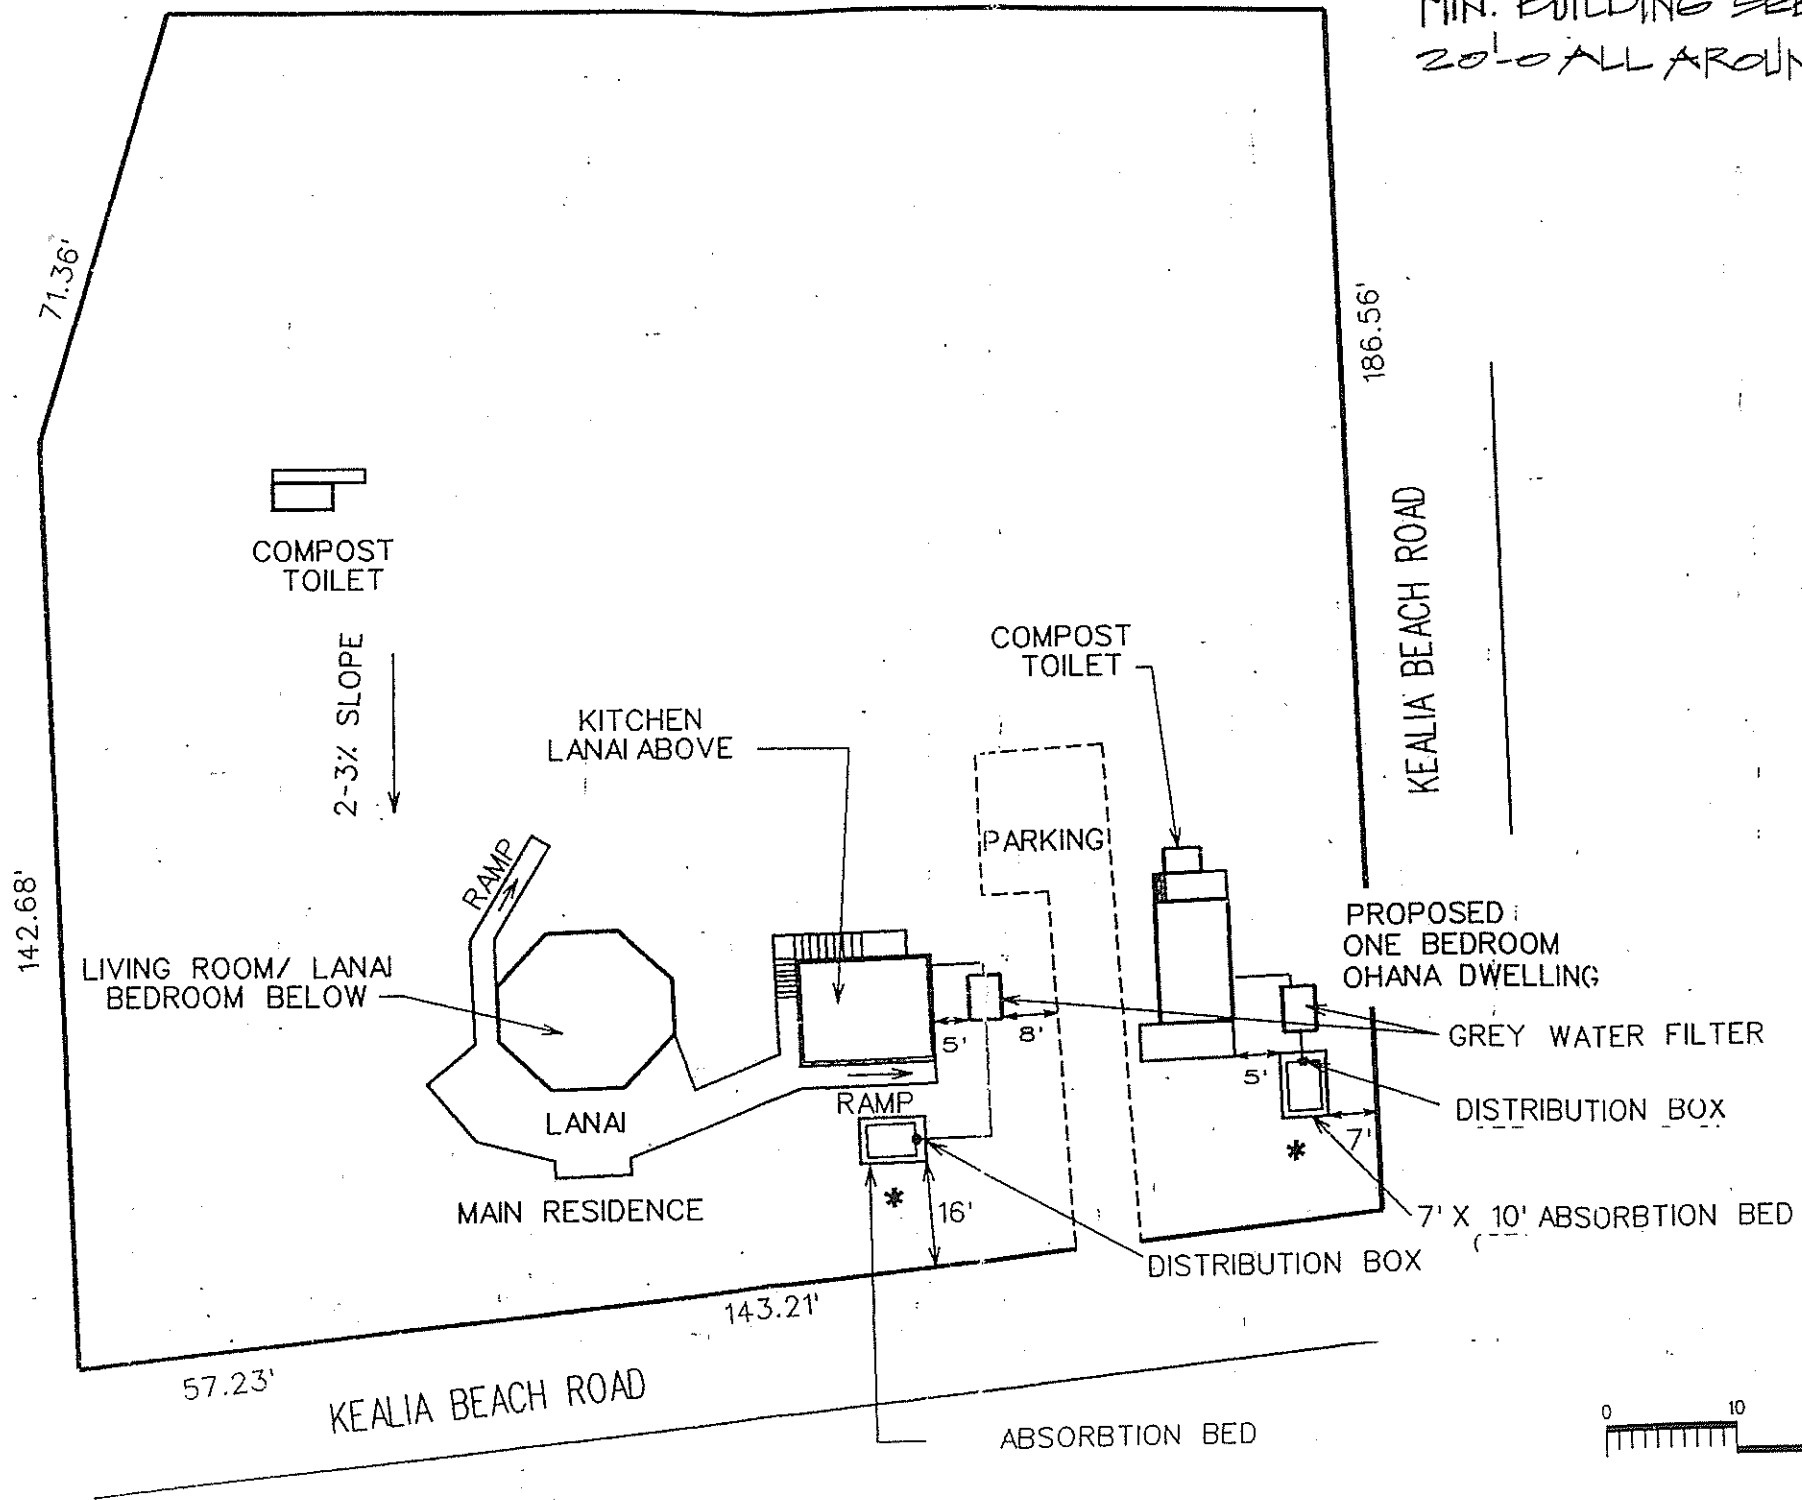 MIN. BUILDING
20'-0 ALL
71.36'
186.56'
KEALIA BEACH ROAD
COMPOST
TOILET
2-3% SLOPE
COMPOST
TOILET
KITCHEN
LANAI ABOVE
PARKING
RAMP
142.68'
PROPOSED
ONE BEDROOM
OHANA DWELLING
LIVING ROOM/ LANAI
BEDROOM BELOW
5'
8'
GREY WATER FILTER
5'
RAMP
LANAI
DISTRIBUTION BOX
7'
*
*
MAIN RESIDENCE
16'
7' X 10' ABSORBTION BED
DISTRIBUTION BOX
143.21'
57.23'
KEALIA BEACH ROAD
ABSORBTION BED
0 10